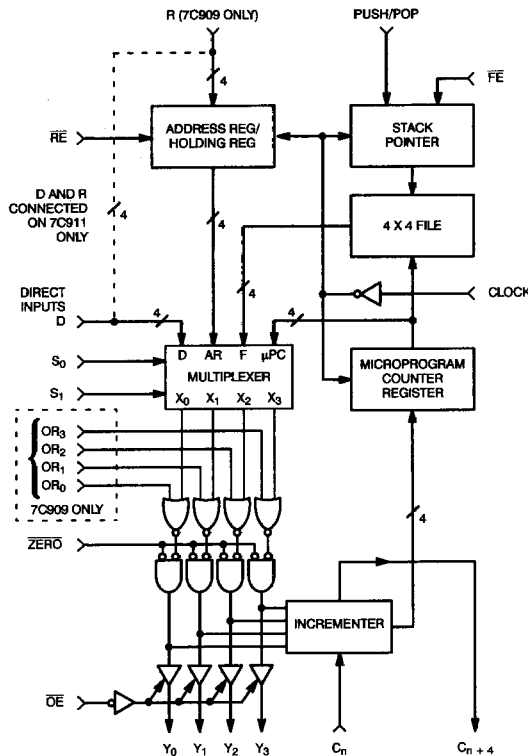 R (7C909 ONLY)
PUSH/POP
FE
4
RE
ADDRESS REG/
HOLDING REG
STACK
POINTER
D AND R
CONNECTED
ON 7C911
ONLY
4
4
4 X 4 FILE
4
CLOCK
DIRECT
INPUTS
D
4
4
D AR F μPC
MULTIPLEXER
X0 X1 X2 X3
S0
S1
MICROPROGRAM
COUNTER
REGISTER
OR3
OR2
OR1
OR0
7C909 ONLY
4
ZERO
INCREMENTER
OE
Y0 Y1 Y2 Y3
Cn
Cn + 4